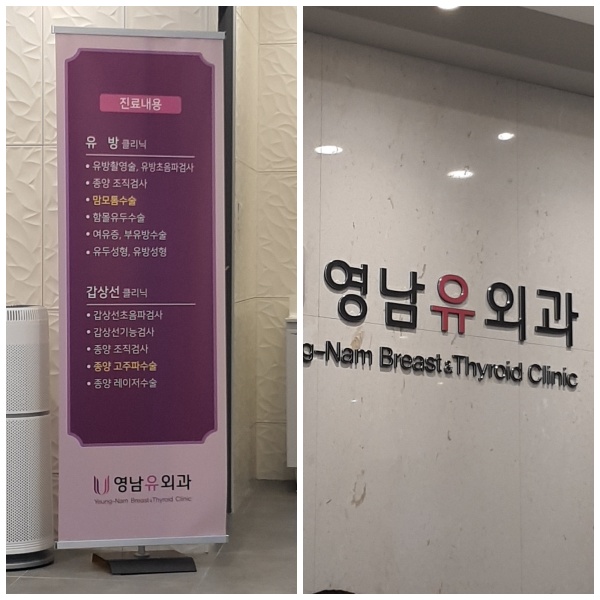 진료내용
유 방 클리닉
• 유방촬영술, 유방초음파검사
• 종양 조직검사
• 맘모톰수술
• 함몰유두수술
• 여유증, 부유방수술
• 유두성형, 유방성형
갑상선 클리닉
• 갑상선초음파검사
• 갑상선기능검사
• 종양 조직검사
• 종양 고주파수술
• 종양 레이저수술
영남유외과
Yeung-Nam Breast&Thyroid Clinic
영남유외과
g-Nam Breast&Thyroid Clinic